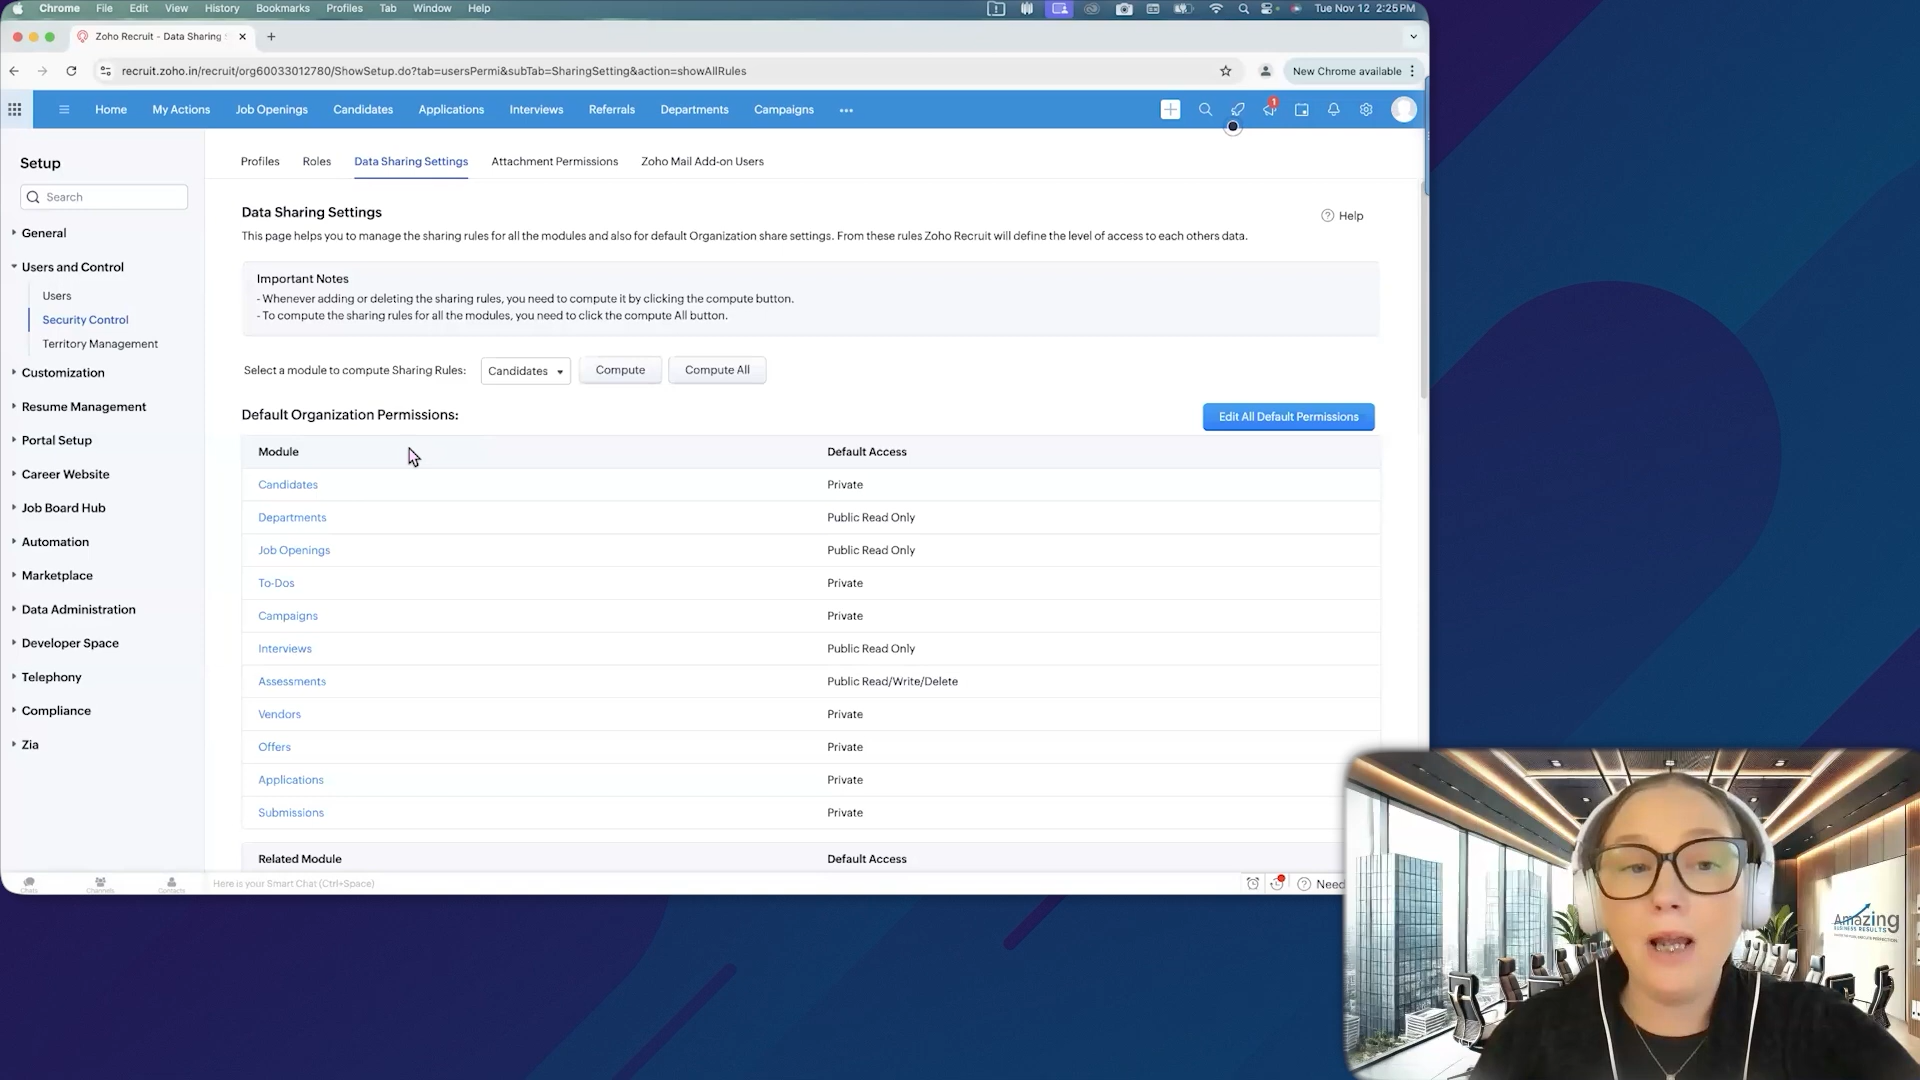 Chrome File Edit View History Bookmarks Profiles Tab Window Help Tue Nov 12 2:25 PM
Zoho Recruit - Data Sharing
recruit.zoho.in/recruit/org60033012780/ShowSetup.do?tab=usersPermi&subTab=SharingSetting&action=showAllRules New Chrome available
Home My Actions Job Openings Candidates Applications Interviews Referrals Departments Campaigns 1
Setup
Search
General
Users and Control
Users
Security Control
Territory Management
Customization
Resume Management
Portal Setup
Career Website
Job Board Hub
Automation
Marketplace
Data Administration
Developer Space
Telephony
Compliance
Zia
Profiles Roles Data Sharing Settings Attachment Permissions Zoho Mail Add-on Users
Data Sharing Settings
Help
This page helps you to manage the sharing rules for all the modules and also for default Organization share settings. From these rules Zoho Recruit will define the level of access to each others data.
Important Notes
- Whenever adding or deleting the sharing rules, you need to compute it by clicking the compute button.
- To compute the sharing rules for all the modules, you need to click the compute All button.
Select a module to compute Sharing Rules: Candidates Compute Compute All
Default Organization Permissions: Edit All Default Permissions
Module Default Access
Candidates Private
Departments Public Read Only
Job Openings Public Read Only
To-Dos Private
Campaigns Private
Interviews Public Read Only
Assessments Public Read/Write/Delete
Vendors Private
Offers Private
Applications Private
Submissions Private
Related Module Default Access
Chats Channels Contacts Here is your Smart Chat (Ctrl+Space) Need
Amazing
BUSINESS RESULTS